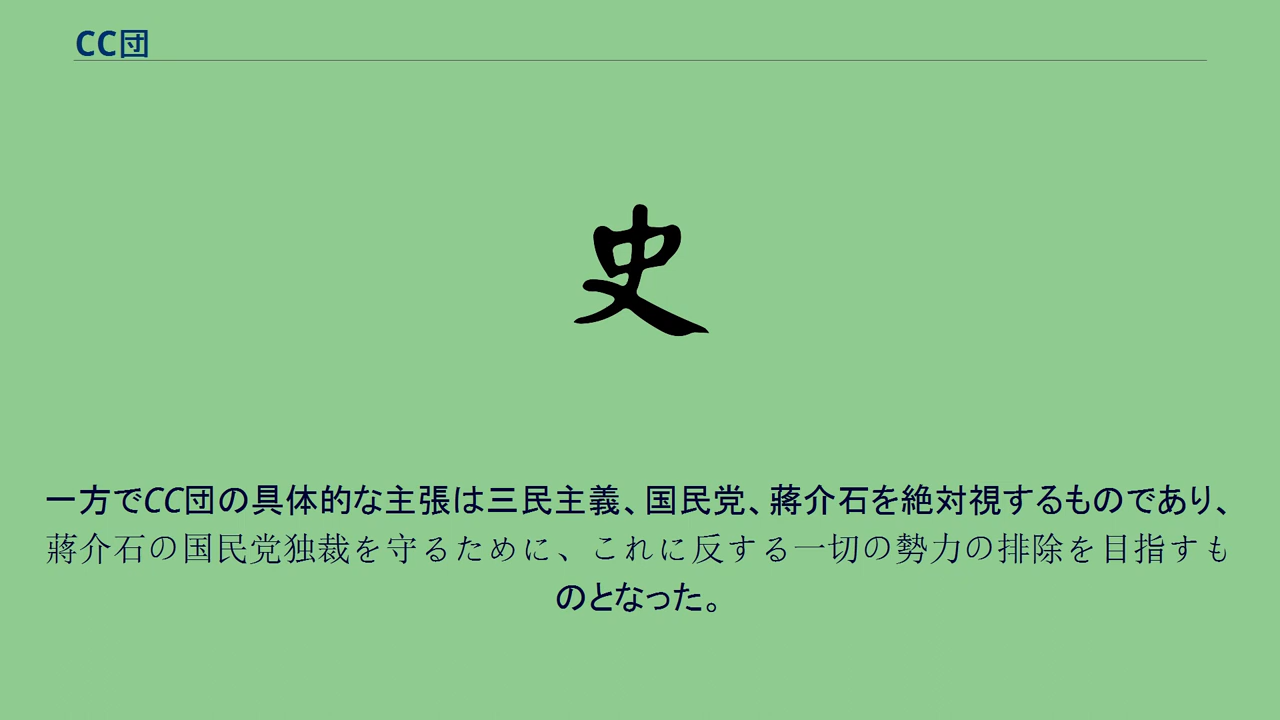 CC団
史
一方でCC団の具体的な主張は三民主義、国民党、蔣介石を絶対視するものであり、
蔣介石の国民党独裁を守るために、これに反する一切の勢力の排除を目指すも
のとなった。